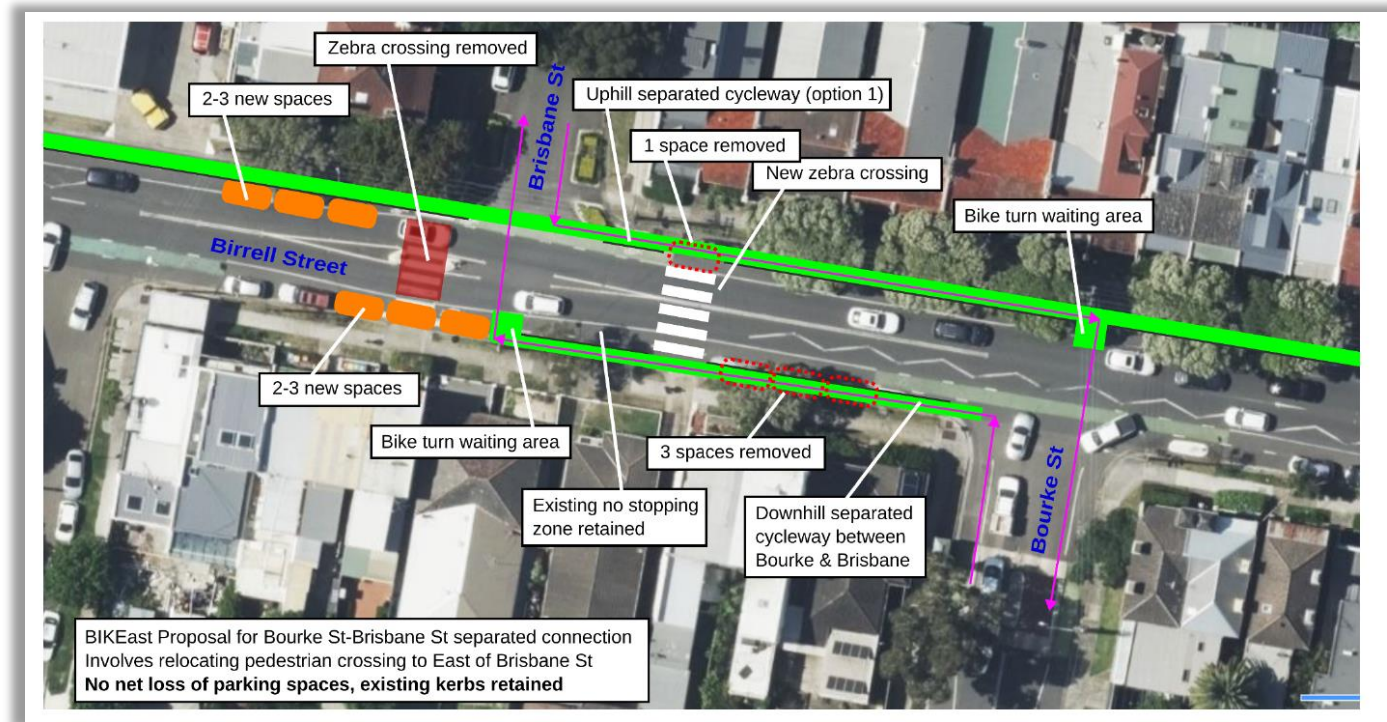 Zebra crossing removed
2-3 new spaces
Brisbane St
Uphill separated cycleway (option 1)
1 space removed
New zebra crossing
Bike turn waiting area
Birrell Street
2-3 new spaces
Bike turn waiting area
3 spaces removed
Existing no stopping
zone retained
Downhill separated
cycleway between
Bourke & Brisbane
Bourke St
BIKEast Proposal for Bourke St-Brisbane St separated connection
Involves relocating pedestrian crossing to East of Brisbane St
No net loss of parking spaces, existing kerbs retained